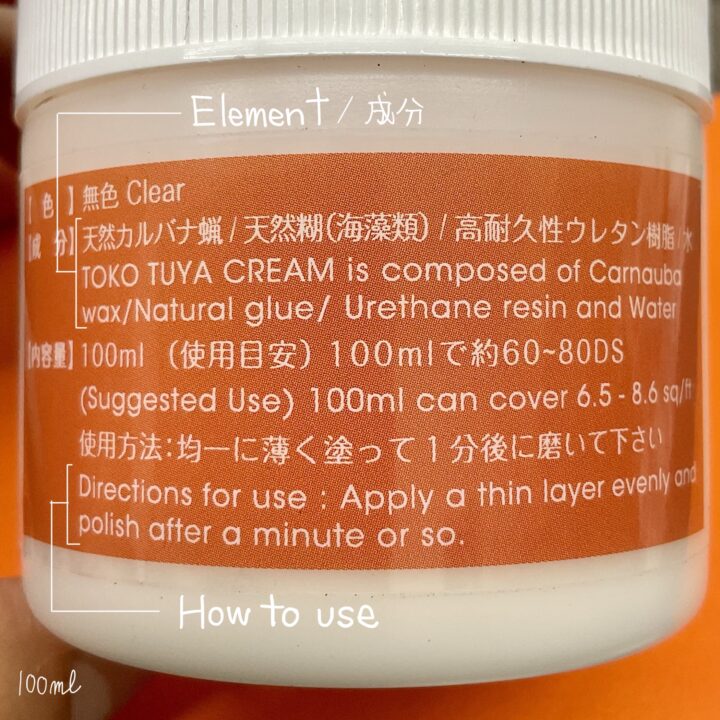 Element / 成分
【 色 】無色 Clear
【成 分】天然カルバナ蝋 / 天然糊(海藻類) / 高耐久性ウレタン樹脂 / 水
TOKO TUYA CREAM is composed of Carnauba
wax/Natural glue/ Urethane resin and Water
【内容量】100ml (使用目安) 100mlで約60~80DS
(Suggested Use) 100ml can cover 6.5 - 8.6 sq/ft
使用方法:均一に薄く塗って1分後に磨いて下さい
Directions for use : Apply a thin layer evenly and
polish after a minute or so.
How to use
100ml